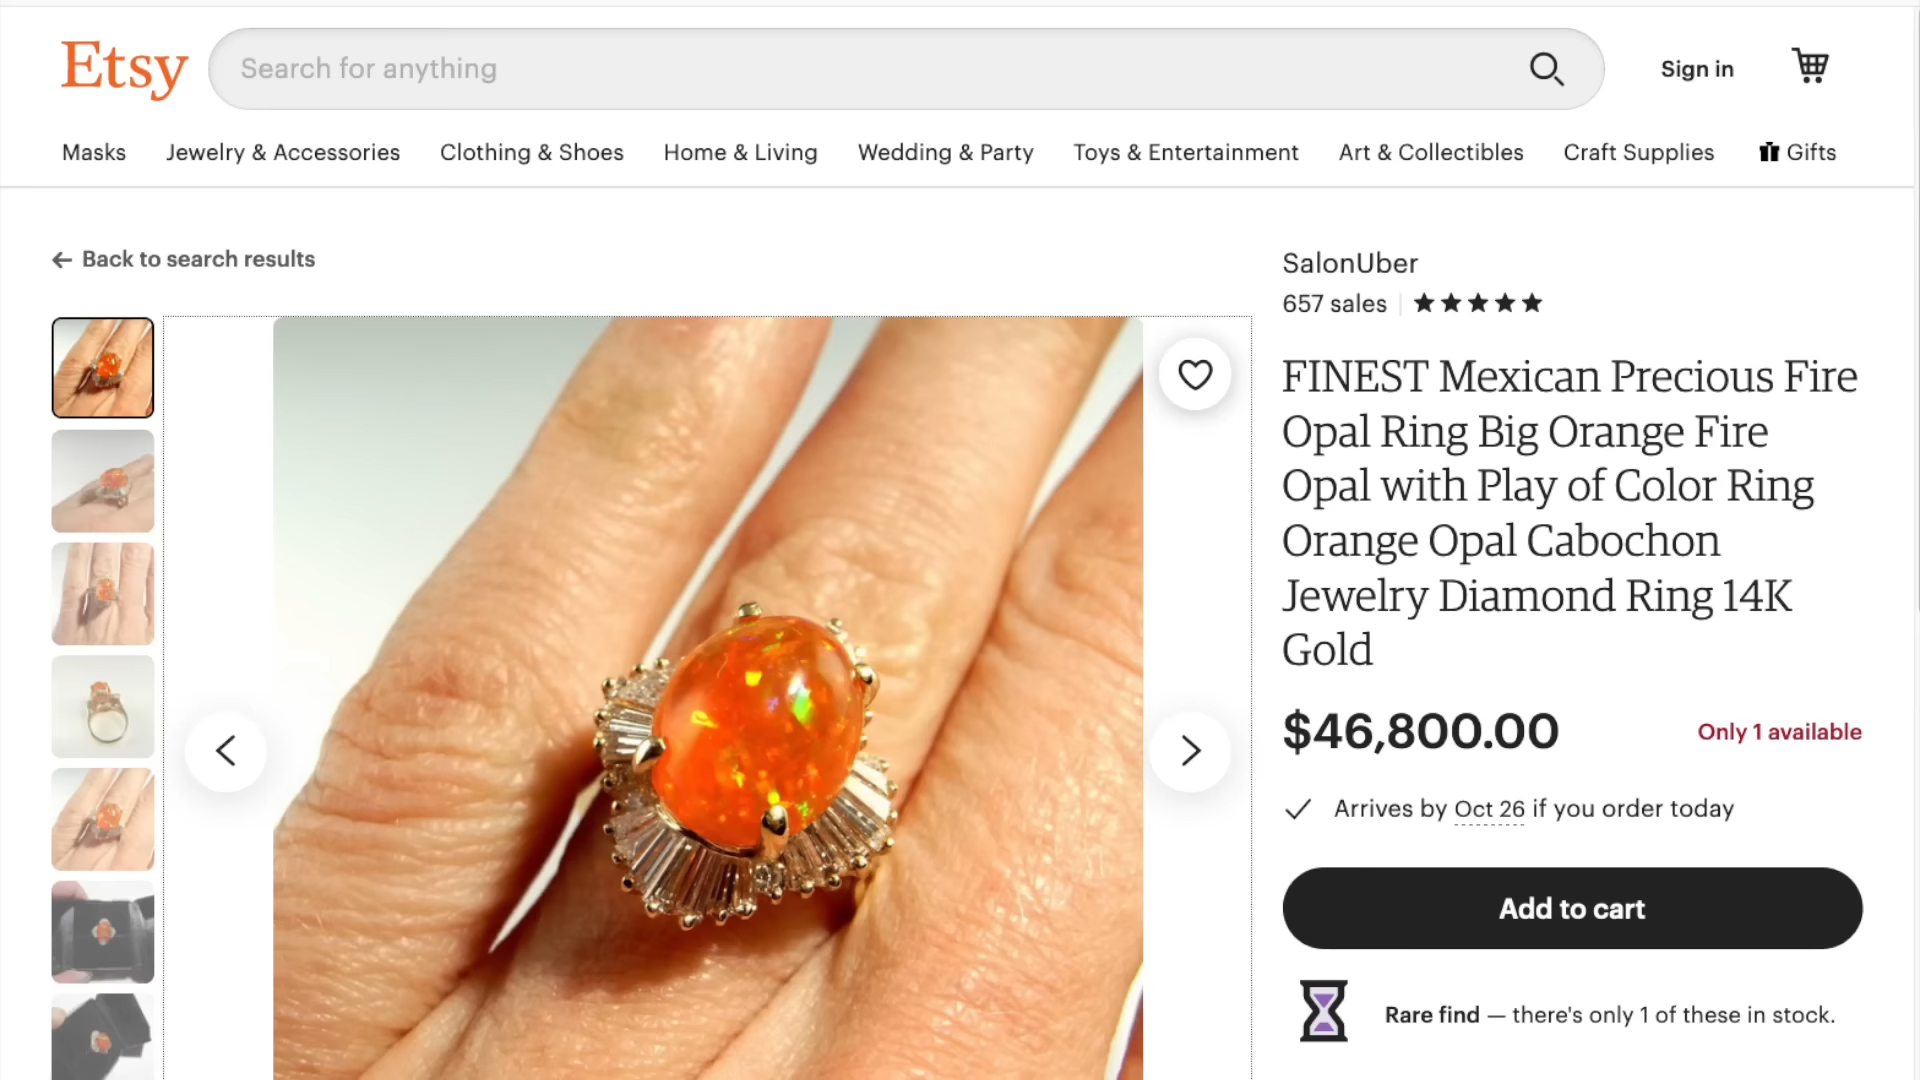 Etsy
Search for anything
Sign in
Masks
Jewelry & Accessories
Clothing & Shoes
Home & Living
Wedding & Party
Toys & Entertainment
Art & Collectibles
Craft Supplies
Gifts
Back to search results
SalonUber
657 sales
FINEST Mexican Precious Fire
Opal Ring Big Orange Fire
Opal with Play of Color Ring
Orange Opal Cabochon
Jewelry Diamond Ring 14K
Gold
$46,800.00
Only 1 available
Arrives by Oct 26 if you order today
Add to cart
Rare find — there's only 1 of these in stock.